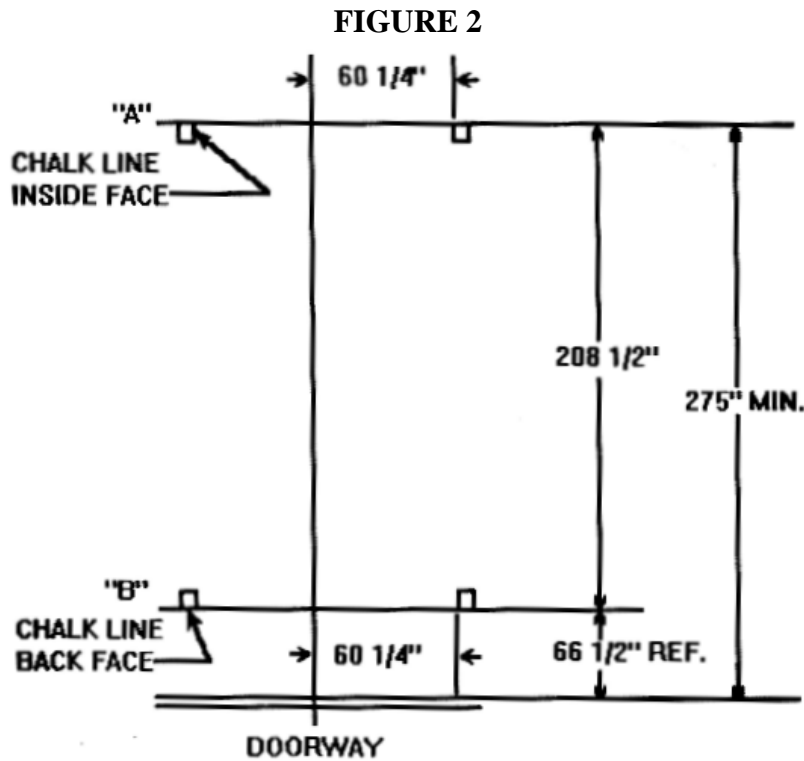 FIGURE 2
60 1/4"
"A"
CHALK LINE
INSIDE FACE
208 1/2"
275" MIN.
"B"
CHALK LINE
BACK FACE
60 1/4"
66 1/2" REF.
DOORWAY